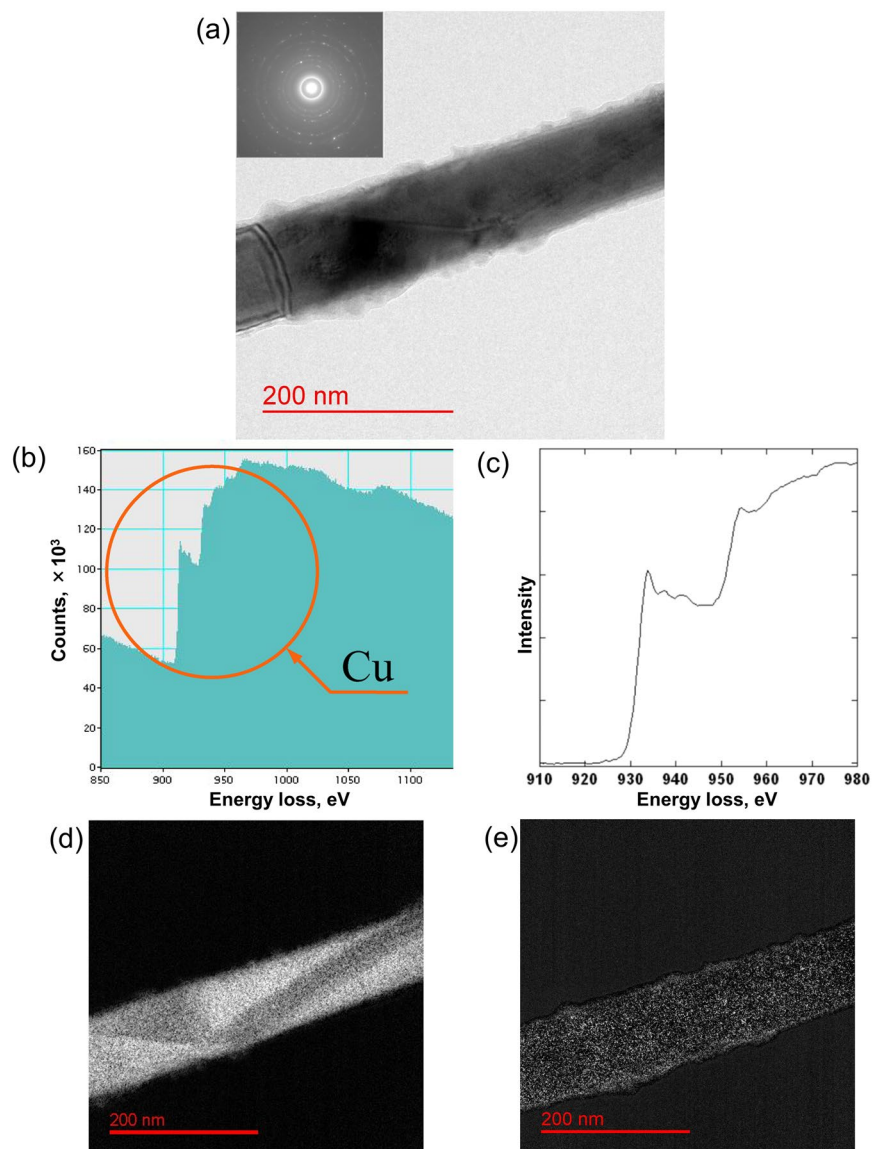 (a)
200 nm
(b)
Counts, ×10³
160
140
120
100
80
60
40
20
0
850
900
950
1000
1050
1100
Energy loss, eV
Cu
(c)
Intensity
910
920
930
940
950
960
970
980
Energy loss, eV
(d)
200 nm
(e)
200 nm